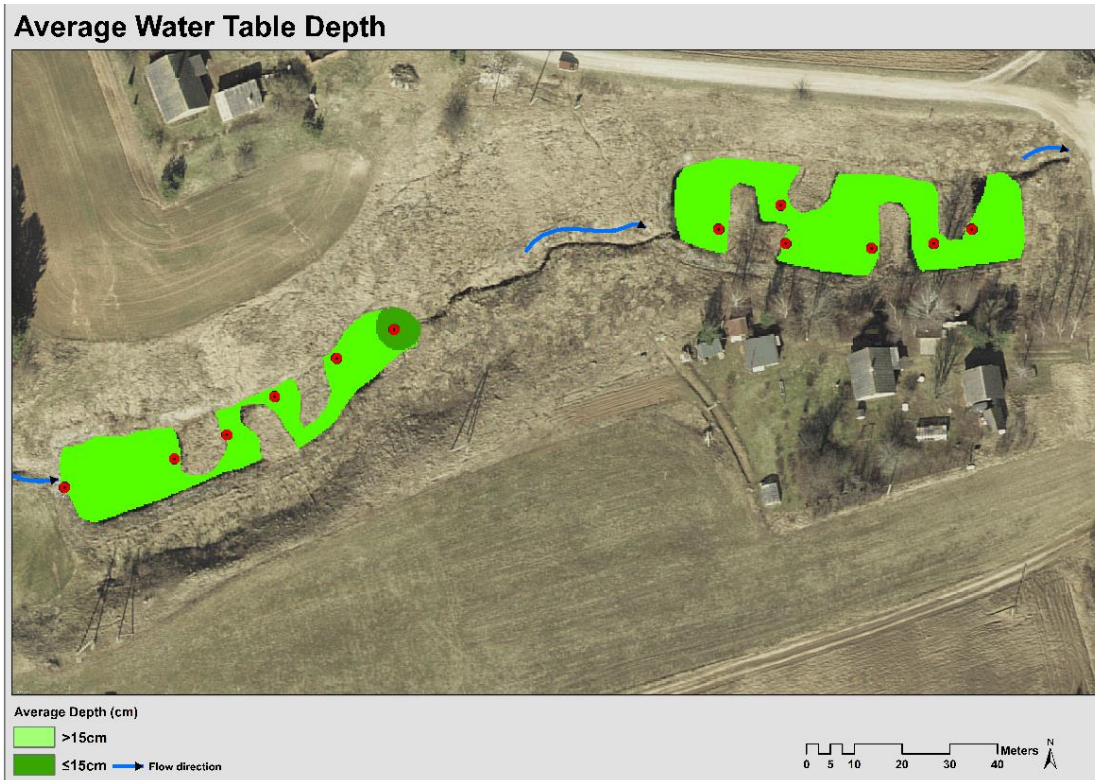 Average Water Table Depth
Average Depth (cm)
>15cm
≤15cm Flow direction
Meters
0 5 10 20 30 40
N